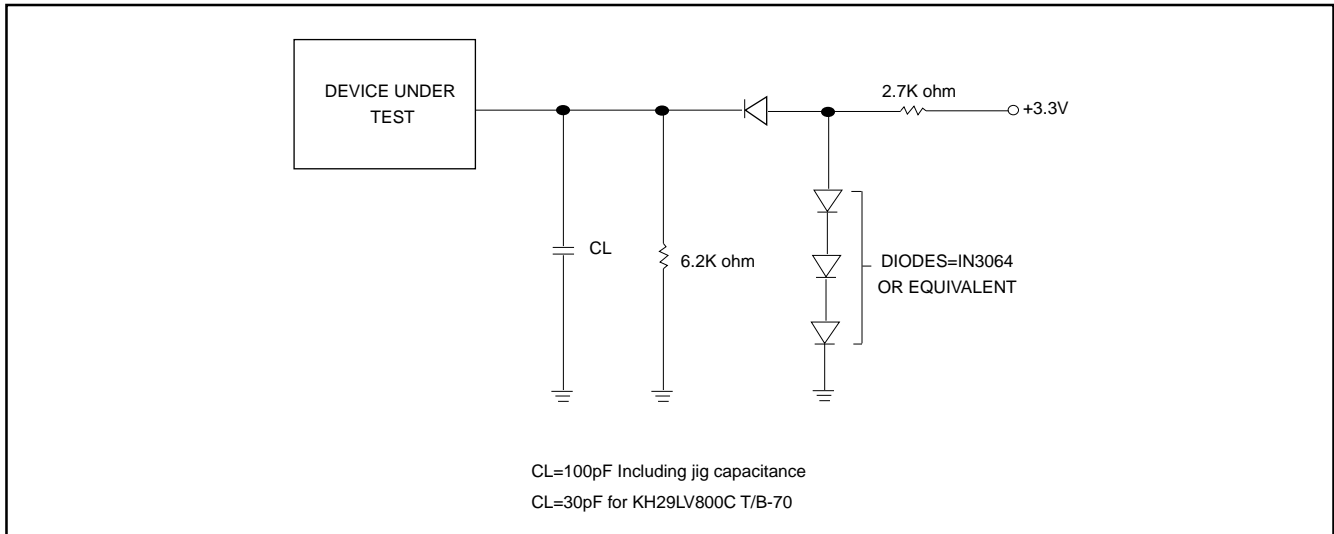 DEVICE UNDER
TEST
2.7K ohm
+3.3V
CL
6.2K ohm
DIODES=IN3064
OR EQUIVALENT
CL=100pF Including jig capacitance
CL=30pF for KH29LV800C T/B-70